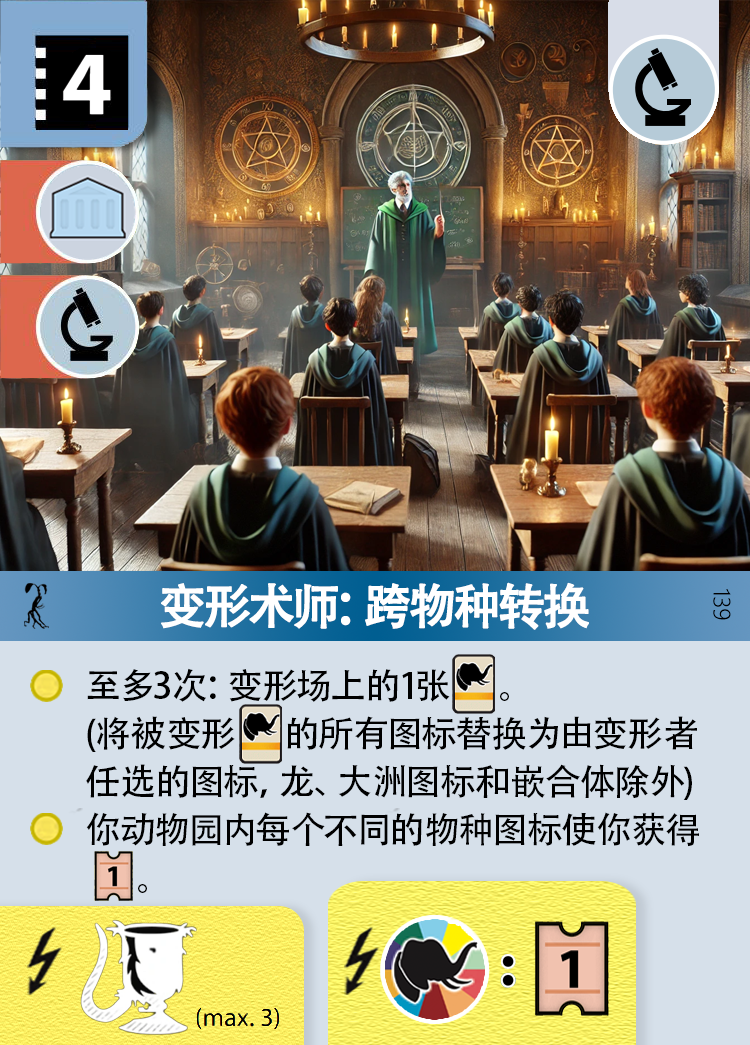 4
变形术师: 跨物种转换
139
至多3次: 变形场上的1张。
(将被变形的所有图标替换为由变形者
任选的图标, 龙、大洲图标和嵌合体除外)
你动物园内每个不同的物种图标使你获得
1。
(max. 3)
: 1